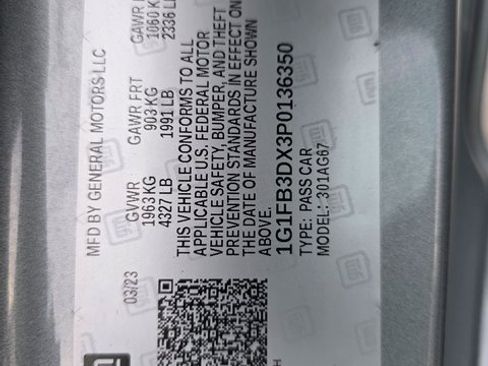 MFD BY GENERAL MOTORS LLC
03/23 GVWR GAWR FRT GAWR
1963 KG 903 KG 1060 KG
4327 LB 1991 LB 2336 LB
THIS VEHICLE CONFORMS TO ALL
APPLICABLE U.S. FEDERAL MOTOR
VEHICLE SAFETY, BUMPER, AND THEFT
PREVENTION STANDARDS IN EFFECT ON
THE DATE OF MANUFACTURE SHOWN
ABOVE.
1G1FB3DX3P0136350
TYPE: PASS CAR
MODEL: 301AG67